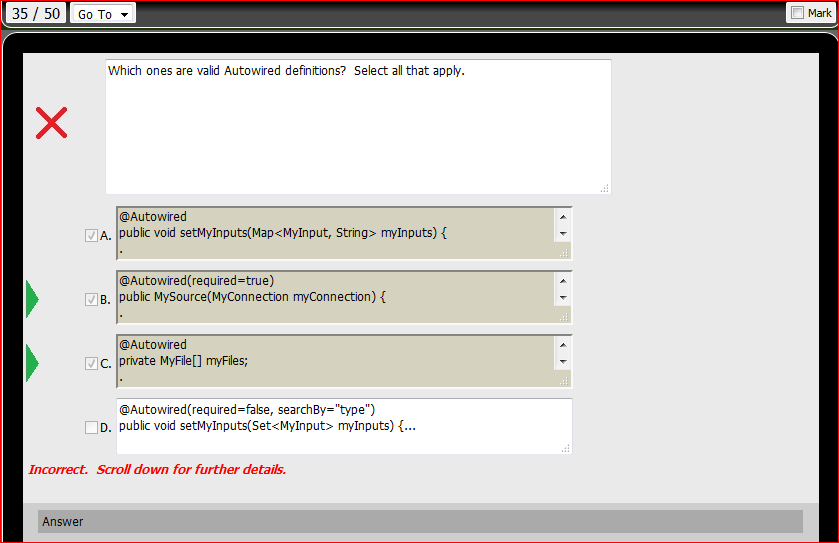 35 / 50
Go To
Mark
Which ones are valid Autowired definitions?  Select all that apply.
A.
@Autowired
public void setMyInputs(Map<MyInput, String> myInputs) {
.
B.
@Autowired(required=true)
public MySource(MyConnection myConnection) {
.
C.
@Autowired
private MyFile[] myFiles;
.
D.
@Autowired(required=false, searchBy="type")
public void setMyInputs(Set<MyInput> myInputs) {...
Incorrect.  Scroll down for further details.
Answer